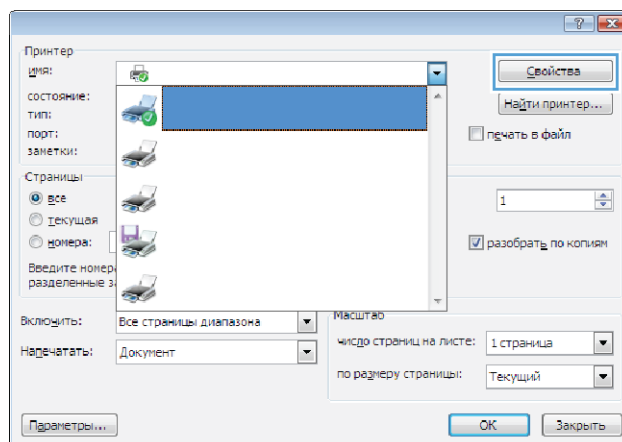 Принтер
имя:
Свойства
состояние:
Найти принтер...
тип:
порт:
печать в файл
заметки:
Страницы
все
1
текущая
номера:
разобрать по копиям
Введите
разделенные
Включить: Все страницы диапазона
Масштаб
число страниц на листе: 1 страница
Напечатать: Документ
по размеру страницы: Текущий
Параметры...
ОК
Закрыть